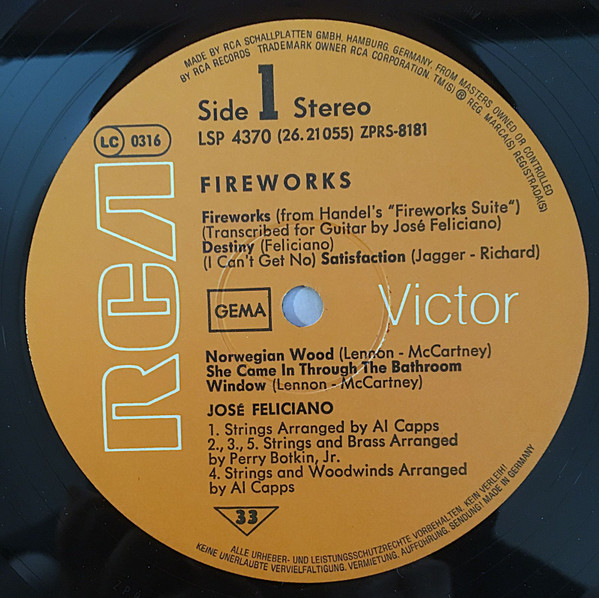 MADE BY RCA SCHALLPLATTEN GMBH, HAMBURG, GERMANY, FROM MASTERS OWNED OR CONTROLLED
BY RCA RECORDS TRADEMARK OWNER RCA CORPORATION. TM(S) ® REG. MARCA(S) REGISTRADA(S)
Side 1 Stereo
LSP 4370 (26.21055) ZPRS-8181
LC 0316
RCA
FIREWORKS
Fireworks (from Handel's "Fireworks Suite")
(Transcribed for Guitar by José Feliciano)
Destiny (Feliciano)
(I Can't Get No) Satisfaction (Jagger - Richard)
GEMA
Victor
Norwegian Wood (Lennon - McCartney)
She Came In Through The Bathroom
Window (Lennon - McCartney)
JOSÉ FELICIANO
1. Strings Arranged by Al Capps
2., 3., 5. Strings and Brass Arranged
by Perry Botkin, Jr.
4. Strings and Woodwinds Arranged
by Al Capps
33
ALLE URHEBER- UND LEISTUNGSSCHUTZRECHTE VORBEHALTEN. KEIN VERLEIH!
KEINE UNERLAUBTE VERVIELFÄLTIGUNG, VERMIETUNG, AUFFÜHRUNG, SENDUNG! MADE IN GERMANY